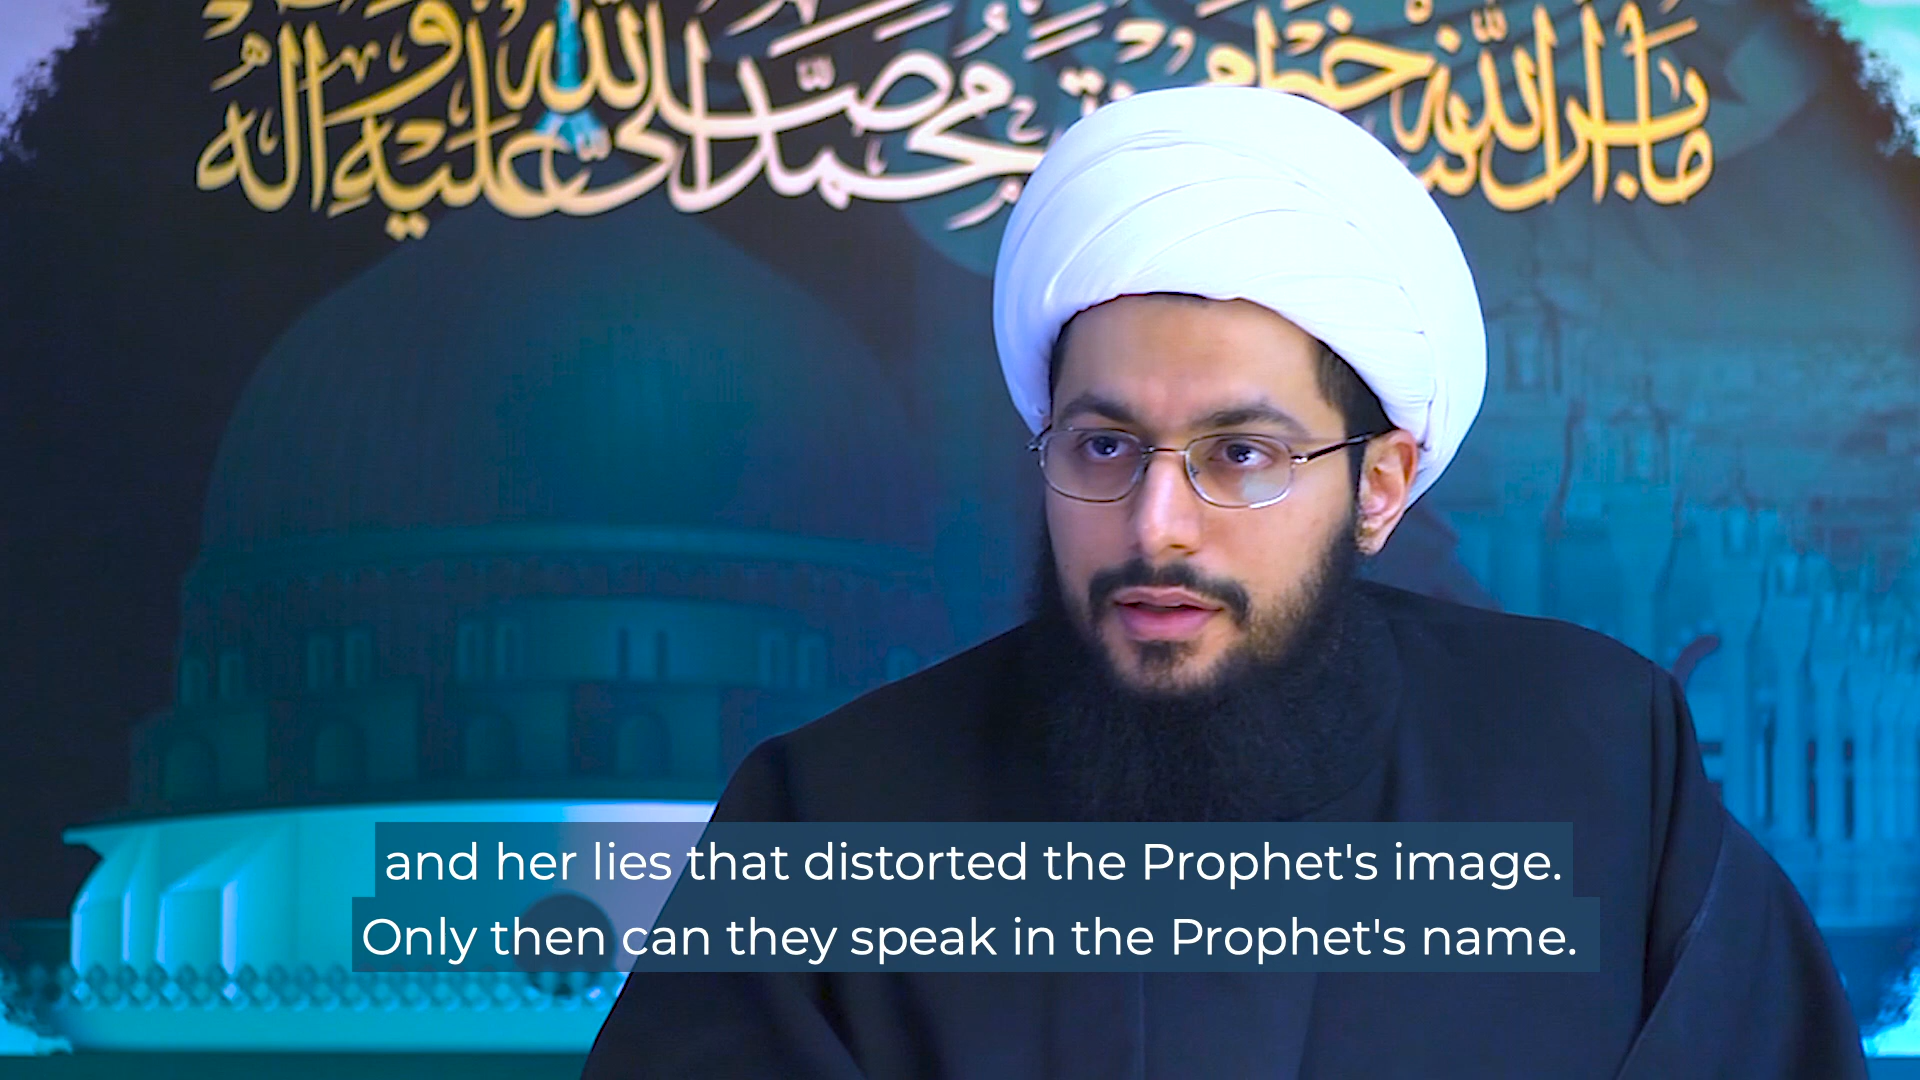 محمد صلى الله عليه وآله
and her lies that distorted the Prophet's image.
Only then can they speak in the Prophet's name.